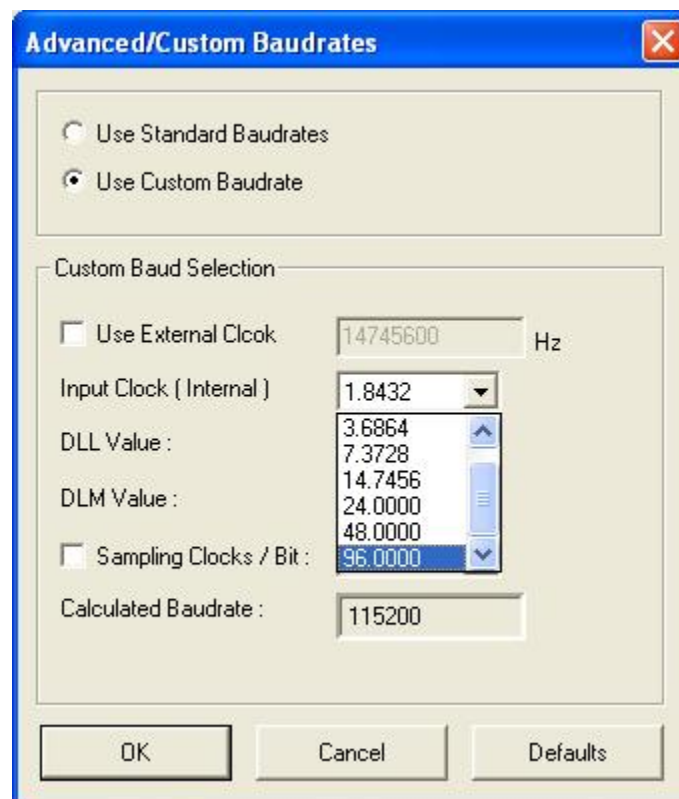 Advanced/Custom Baudrates
Use Standard Baudrates
Use Custom Baudrate
Custom Baud Selection
Use External Clcok 14745600 Hz
Input Clock ( Internal ) 1.8432
3.6864
DLL Value :
7.3728
14.7456
DLM Value :
24.0000
48.0000
Sampling Clocks / Bit : 96.0000
Calculated Baudrate : 115200
OK Cancel Defaults